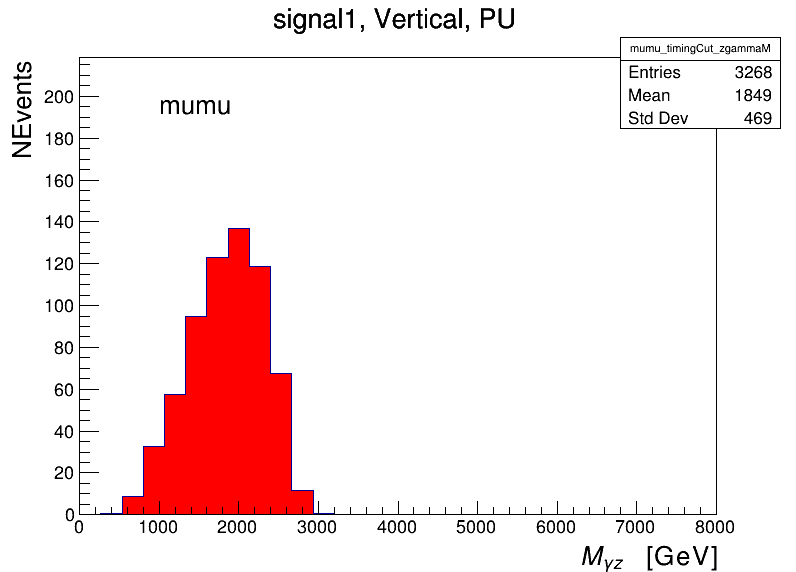 signal1, Vertical, PU
mumu_timingCut_zgammaM
Entries 3268
Mean 1849
Std Dev 469
NEvents
mumu
200
180
160
140
120
100
80
60
40
20
0
0 1000 2000 3000 4000 5000 6000 7000 8000
Mγz [GeV]